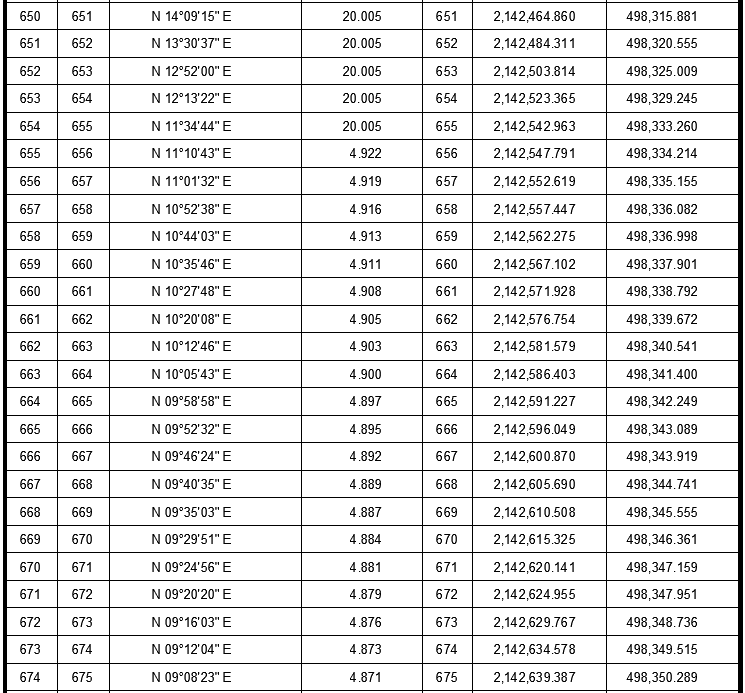 650 651 N 14°09'15" E 20.005 651 2,142,464.860 498,315.881
651 652 N 13°30'37" E 20.005 652 2,142,484.311 498,320.555
652 653 N 12°52'00" E 20.005 653 2,142,503.814 498,325.009
653 654 N 12°13'22" E 20.005 654 2,142,523.365 498,329.245
654 655 N 11°34'44" E 20.005 655 2,142,542.963 498,333.260
655 656 N 11°10'43" E 4.922 656 2,142,547.791 498,334.214
656 657 N 11°01'32" E 4.919 657 2,142,552.619 498,335.155
657 658 N 10°52'38" E 4.916 658 2,142,557.447 498,336.082
658 659 N 10°44'03" E 4.913 659 2,142,562.275 498,336.998
659 660 N 10°35'46" E 4.911 660 2,142,567.102 498,337.901
660 661 N 10°27'48" E 4.908 661 2,142,571.928 498,338.792
661 662 N 10°20'08" E 4.905 662 2,142,576.754 498,339.672
662 663 N 10°12'46" E 4.903 663 2,142,581.579 498,340.541
663 664 N 10°05'43" E 4.900 664 2,142,586.403 498,341.400
664 665 N 09°58'58" E 4.897 665 2,142,591.227 498,342.249
665 666 N 09°52'32" E 4.895 666 2,142,596.049 498,343.089
666 667 N 09°46'24" E 4.892 667 2,142,600.870 498,343.919
667 668 N 09°40'35" E 4.889 668 2,142,605.690 498,344.741
668 669 N 09°35'03" E 4.887 669 2,142,610.508 498,345.555
669 670 N 09°29'51" E 4.884 670 2,142,615.325 498,346.361
670 671 N 09°24'56" E 4.881 671 2,142,620.141 498,347.159
671 672 N 09°20'20" E 4.879 672 2,142,624.955 498,347.951
672 673 N 09°16'03" E 4.876 673 2,142,629.767 498,348.736
673 674 N 09°12'04" E 4.873 674 2,142,634.578 498,349.515
674 675 N 09°08'23" E 4.871 675 2,142,639.387 498,350.289